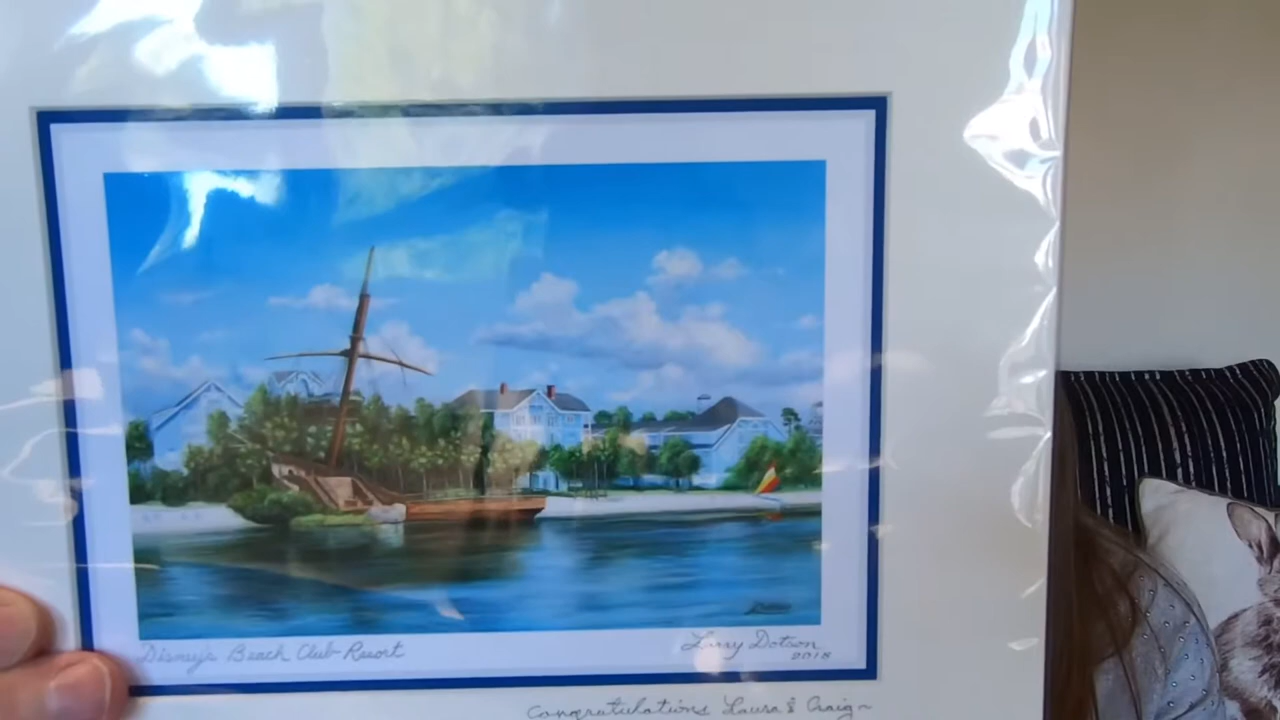 Disney's Beach Club Resort
Larry Dotson
2018
Congratulations Laura & Craig~